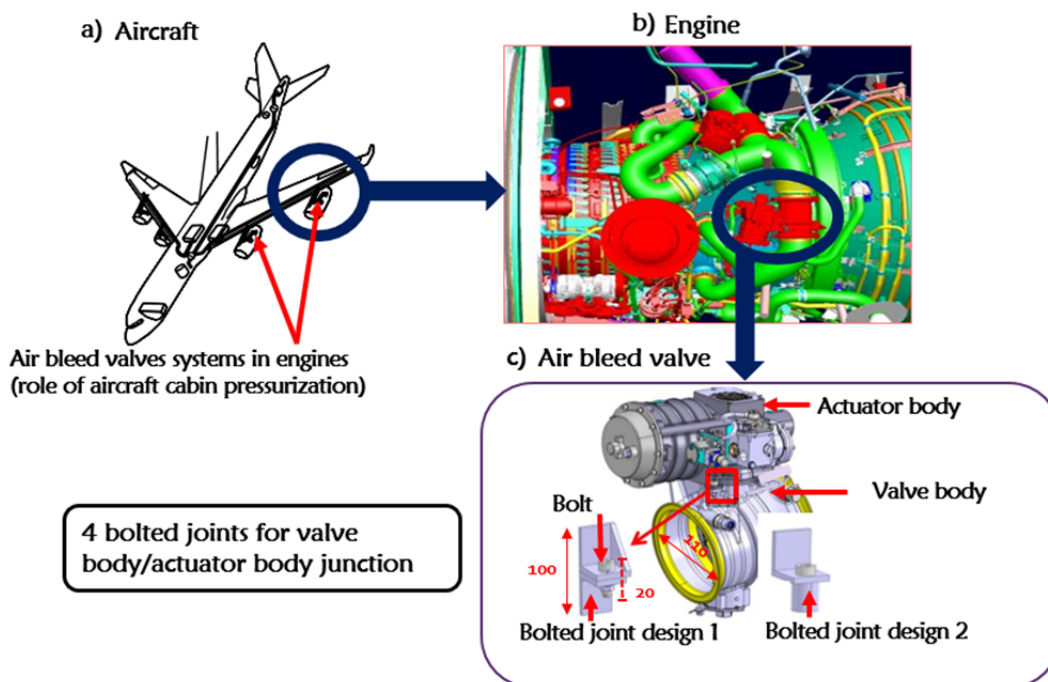 a) Aircraft
b) Engine
Air bleed valves systems in engines
(role of aircraft cabin pressurization)
c) Air bleed valve
Actuator body
Valve body
Bolt
110
100
20
Bolted joint design 1
Bolted joint design 2
4 bolted joints for valve
body/actuator body junction